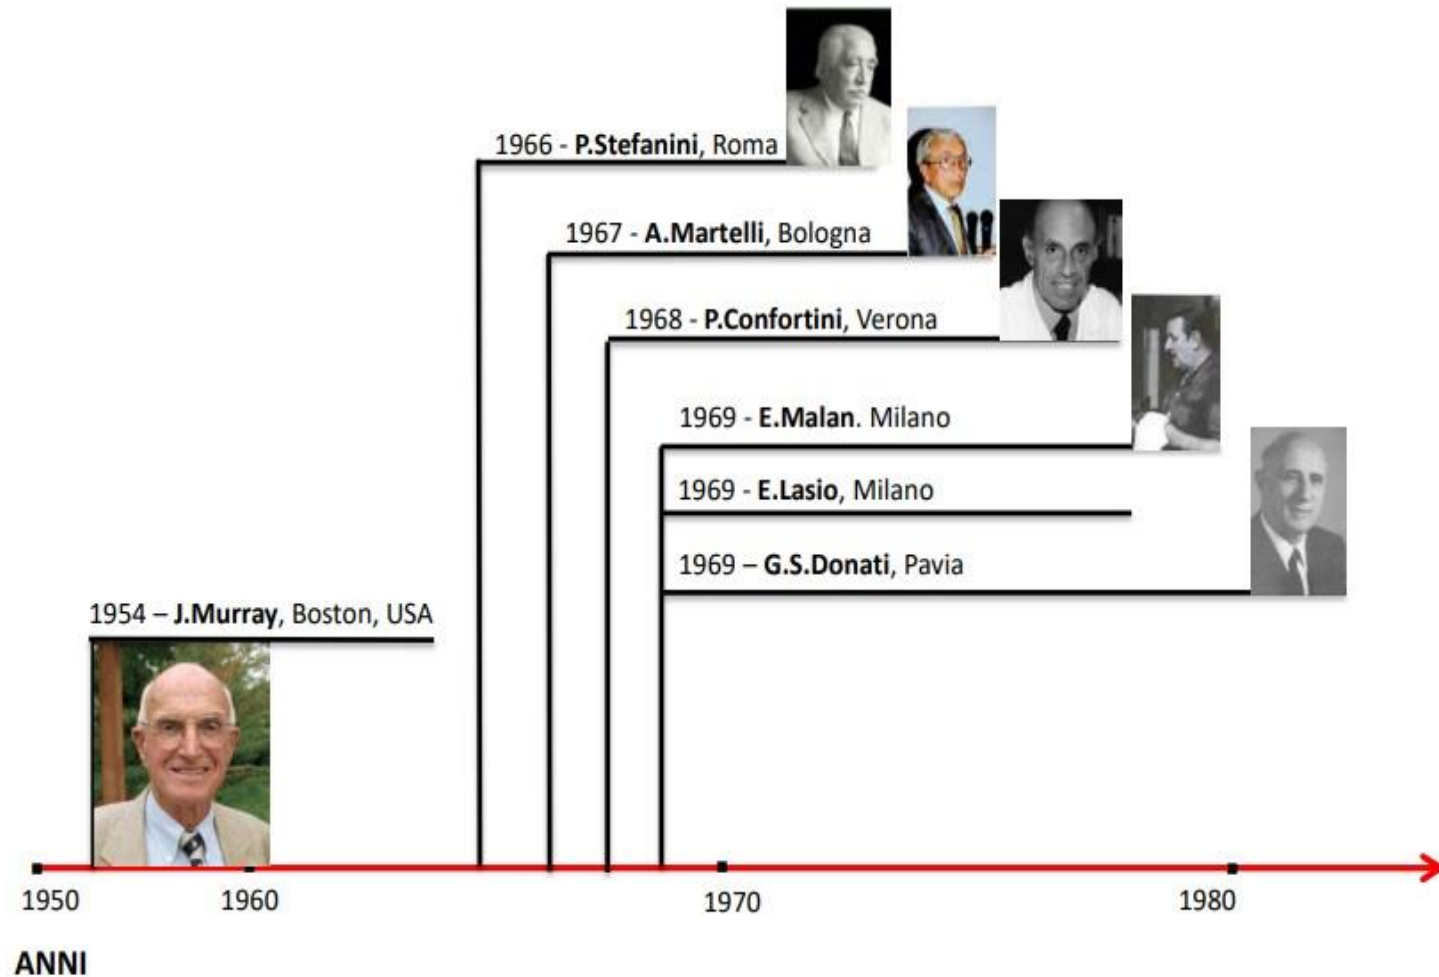 1966 - P.Stefanini, Roma
1967 - A.Martelli, Bologna
1968 - P.Confortini, Verona
1969 - E.Malan. Milano
1969 - E.Lasio, Milano
1969 – G.S.Donati, Pavia
1954 – J.Murray, Boston, USA
1950 1960 1970 1980
ANNI